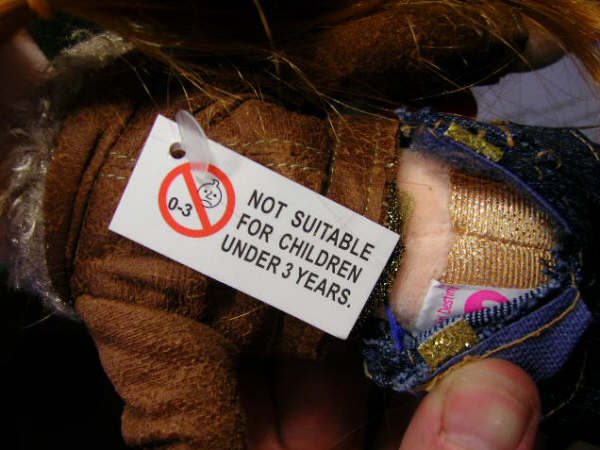 0-3
NOT SUITABLE
FOR CHILDREN
UNDER 3 YEARS.